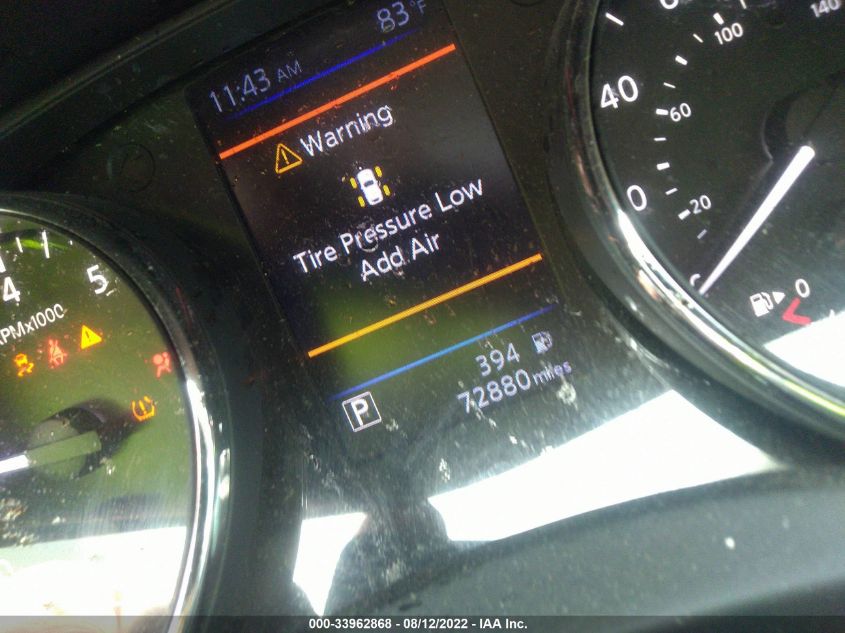 83°F
11:43 AM
Warning
Tire Pressure Low
Add Air
394
72880 miles
P
4
5
RPMx1000
40
0
20
60
100
140
0
000-33962868 - 08/12/2022 - IAA Inc.